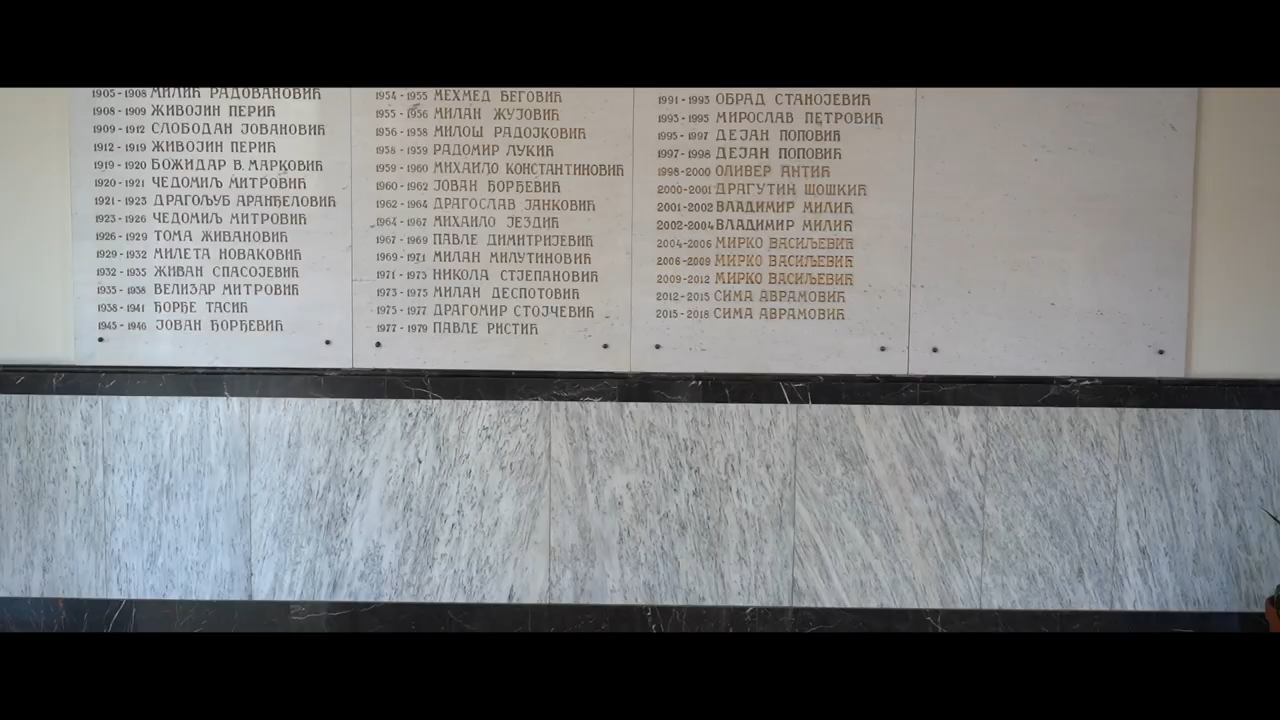 1905-1908 МИЛИЋ РАДОВАНОВИЋ
1908-1909 ЖИВОЈИН ПЕРИЋ
1909-1912 СЛОБОДАН ЈОВАНОВИЋ
1912-1919 ЖИВОЈИН ПЕРИЋ
1919-1920 БОЖИДАР В. МАРКОВИЋ
1920-1921 ЧЕДОМИЉ МИТРОВИЋ
1921-1923 ДРАГОЉУБ АРАНЂЕЛОВИЋ
1923-1926 ЧЕДОМИЉ МИТРОВИЋ
1926-1929 ТОМА ЖИВАНОВИЋ
1929-1932 МИЛЕТА НОВАКОВИЋ
1932-1935 ЖИВАН СПАСОЈЕВИЋ
1935-1938 ВЕЛИЗАР МИТРОВИЋ
1938-1941 ЂОРЂЕ ТАСИЋ
1945-1946 ЈОВАН ЂОРЂЕВИЋ
1954-1955 МЕХМЕД БЕГОВИЋ
1955-1956 МИЛАН ЖУЈОВИЋ
1956-1958 МИЛОШ РАДОЈКОВИЋ
1958-1959 РАДОМИР ЛУКИЋ
1959-1960 МИХАИЛО КОНСТАНТИНОВИЋ
1960-1962 ЈОВАН ЂОРЂЕВИЋ
1962-1964 ДРАГОСЛАВ ЈАНКОВИЋ
1964-1967 МИХАИЛО ЈЕЗДИЋ
1967-1969 ПАВЛЕ ДИМИТРИЈЕВИЋ
1969-1971 МИЛАН МИЛУТИНОВИЋ
1971-1973 НИКОЛА СТЈЕПАНОВИЋ
1973-1975 МИЛАН ДЕСПОТОВИЋ
1975-1977 ДРАГОМИР СТОЈЧЕВИЋ
1977-1979 ПАВЛЕ РИСТИЋ
1991-1993 ОБРАД СТАНОЈЕВИЋ
1993-1995 МИРОСЛАВ ПЕТРОВИЋ
1995-1997 ДЕЈАН ПОПОВИЋ
1997-1998 ДЕЈАН ПОПОВИЋ
1998-2000 ОЛИВЕР АНТИЋ
2000-2001 ДРАГУТИН ШОШКИЋ
2001-2002 ВЛАДИМИР МИЛИЋ
2002-2004 ВЛАДИМИР МИЛИЋ
2004-2006 МИРКО ВАСИЉЕВИЋ
2006-2009 МИРКО ВАСИЉЕВИЋ
2009-2012 МИРКО ВАСИЉЕВИЋ
2012-2015 СИМА АВРАМОВИЋ
2015-2018 СИМА АВРАМОВИЋ